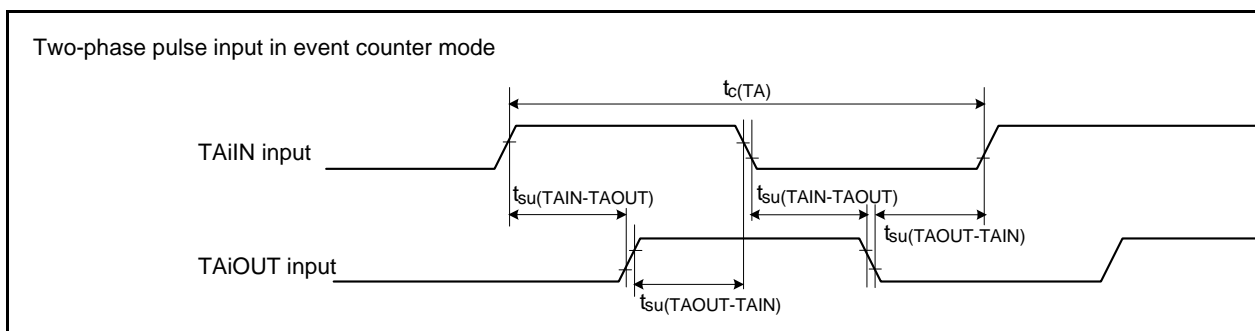 Two-phase pulse input in event counter mode
tc(TA)
TAiIN input
tsu(TAIN-TAOUT)
tsu(TAIN-TAOUT)
tsu(TAOUT-TAIN)
TAiOUT input
tsu(TAOUT-TAIN)